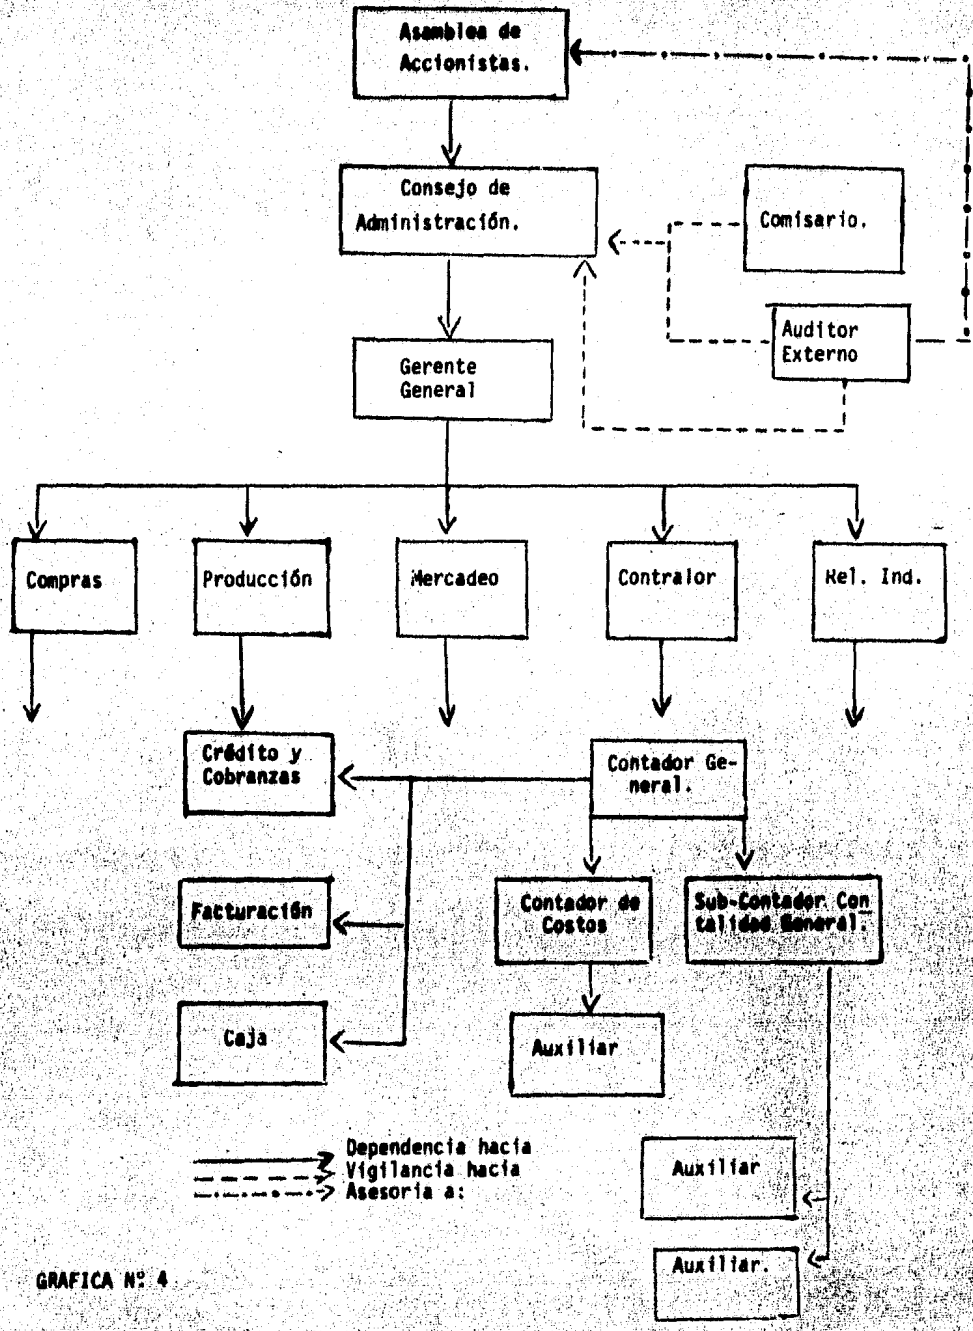 Asamblea de
Accionistas.
Consejo de
Administración.
Comisario.
Auditor
Externo
Gerente
General
Compras
Producción
Mercadeo
Contralor
Rel. Ind.
Crédito y
Cobranzas
Contador Ge-
neral.
Facturación
Contador de
Costos
Sub-Contador Con
talidad General.
Caja
Auxiliar
Dependencia hacia
Vigilancia hacia
Asesoria a:
Auxiliar
Auxiliar.
GRAFICA Nº 4